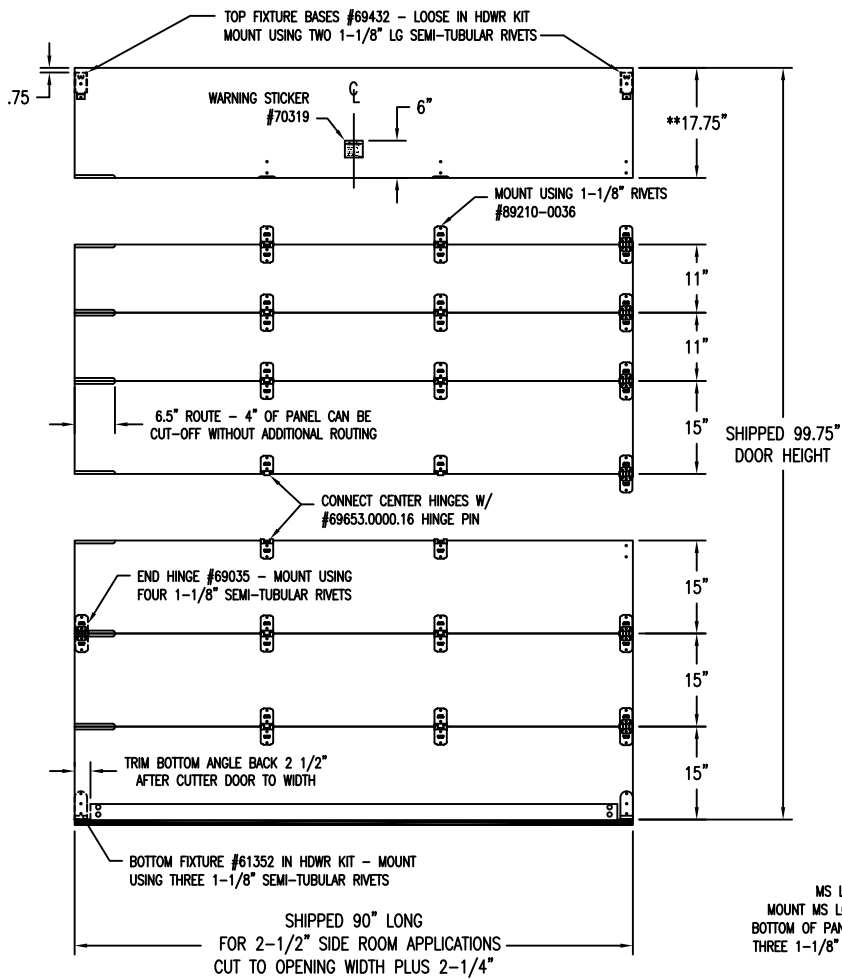 TOP FIXTURE BASES #69432 – LOOSE IN HDWR KIT
MOUNT USING TWO 1–1/8" LG SEMI–TUBULAR RIVETS
.75
WARNING STICKER
#70319
℄
6"
**17.75"
MOUNT USING 1–1/8" RIVETS
#89210–0036
11"
11"
6.5" ROUTE – 4" OF PANEL CAN BE
CUT–OFF WITHOUT ADDITIONAL ROUTING
15"
SHIPPED 99.75"
DOOR HEIGHT
CONNECT CENTER HINGES W/
#69653.0000.16 HINGE PIN
END HINGE #69035 – MOUNT USING
FOUR 1–1/8" SEMI–TUBULAR RIVETS
15"
15"
TRIM BOTTOM ANGLE BACK 2 1/2"
AFTER CUTTER DOOR TO WIDTH
15"
BOTTOM FIXTURE #61352 IN HDWR KIT – MOUNT
USING THREE 1–1/8" SEMI–TUBULAR RIVETS
SHIPPED 90" LONG
FOR 2–1/2" SIDE ROOM APPLICATIONS
CUT TO OPENING WIDTH PLUS 2–1/4"
MS L
MOUNT MS L
BOTTOM OF PAN
THREE 1–1/8"